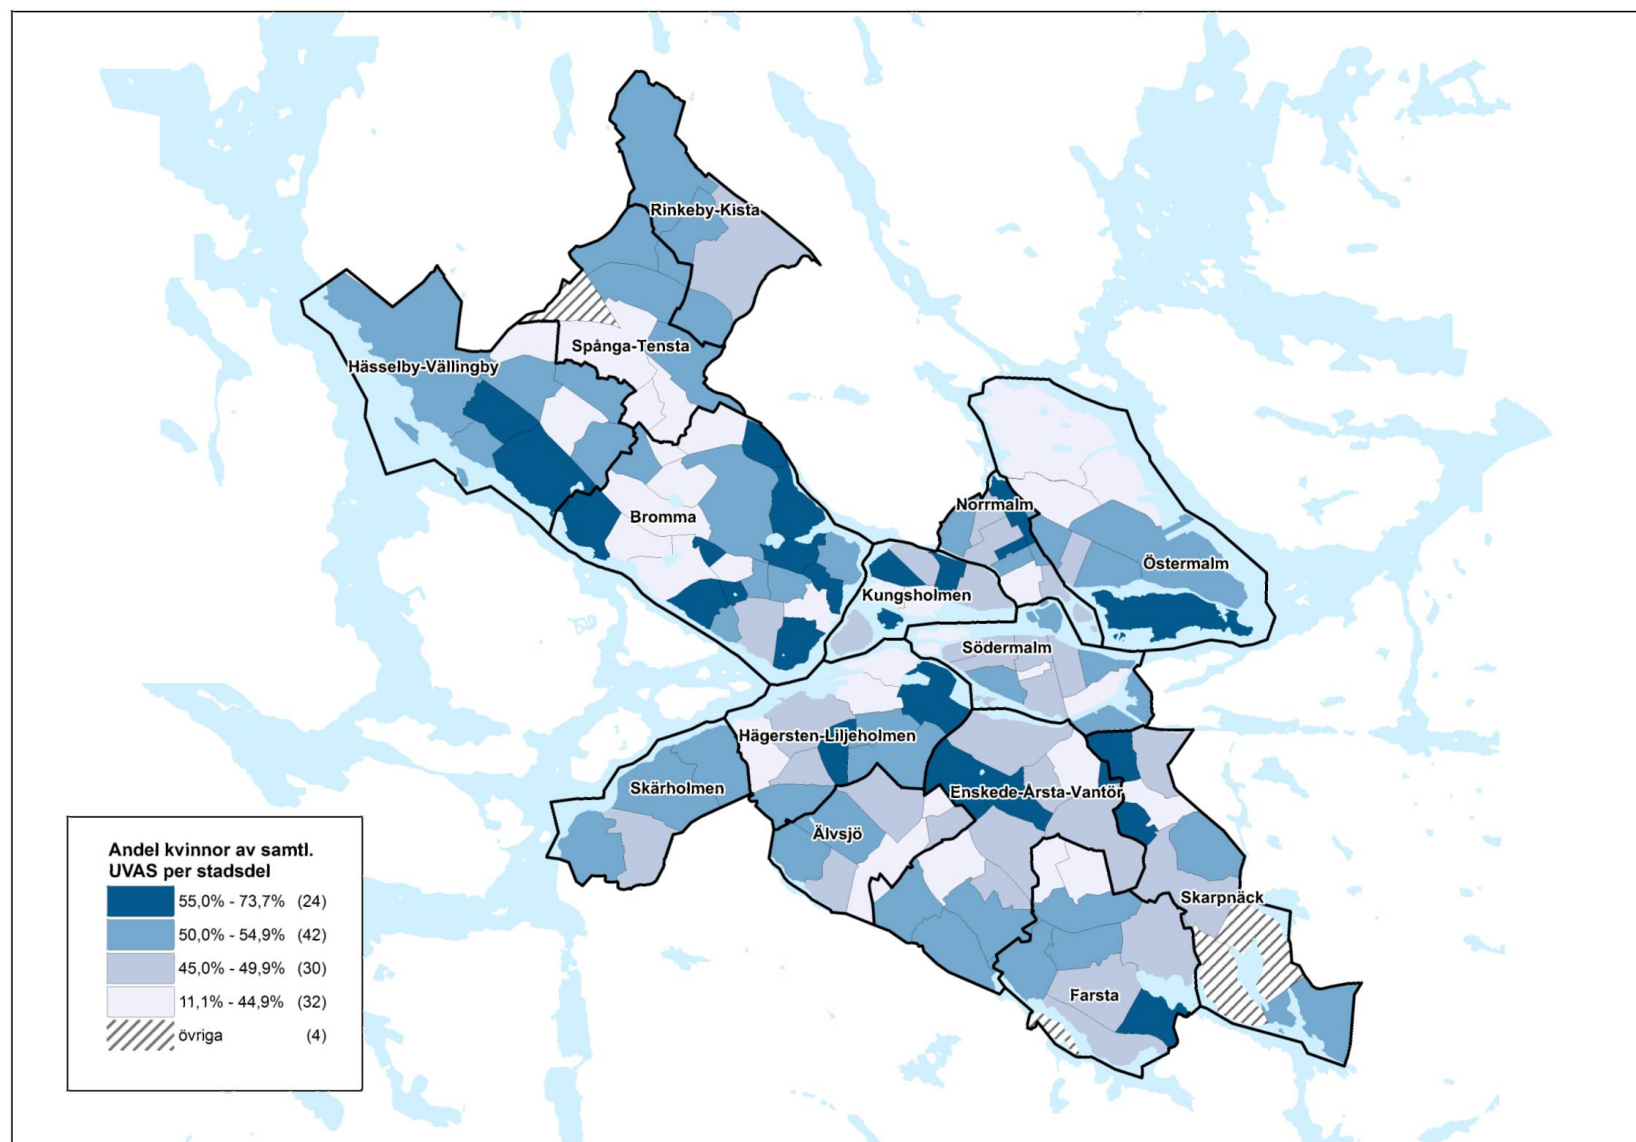 Rinkeby-Kista
Spånga-Tensta
Hässelby-Vällingby
Norrmalm
Bromma
Östermalm
Kungsholmen
Södermalm
Hägersten-Liljeholmen
Skärholmen
Enskede-Årsta-Vantör
Älvsjö
Skarpnäck
Farsta
Andel kvinnor av samtl.
UVAS per stadsdel
55,0% - 73,7% (24)
50,0% - 54,9% (42)
45,0% - 49,9% (30)
11,1% - 44,9% (32)
övriga (4)